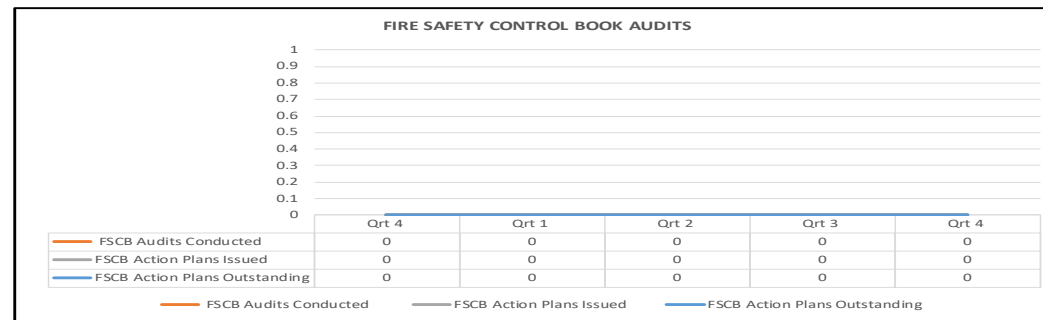 FIRE SAFETY CONTROL BOOK AUDITS
1
0.9
0.8
0.7
0.6
0.5
0.4
0.3
0.2
0.1
0
Qrt 4 Qrt 1 Qrt 2 Qrt 3 Qrt 4
FSCB Audits Conducted 0 0 0 0 0
FSCB Action Plans Issued 0 0 0 0 0
FSCB Action Plans Outstanding 0 0 0 0 0
FSCB Audits Conducted FSCB Action Plans Issued FSCB Action Plans Outstanding